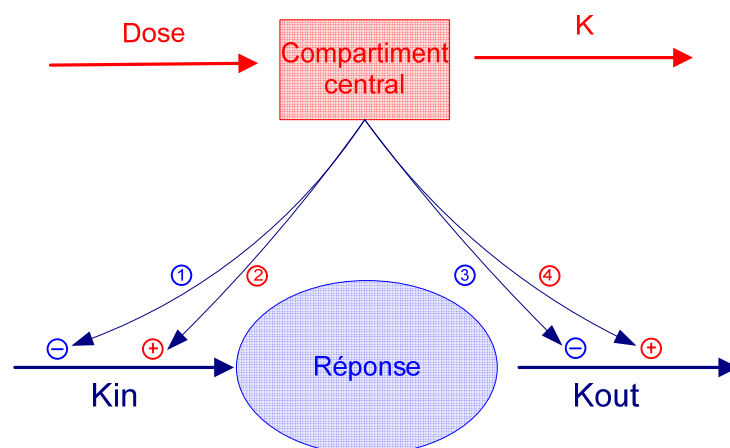 Dose
K
Compartiment
central
1
2
3
4
−
+
−
+
Réponse
Kin
Kout